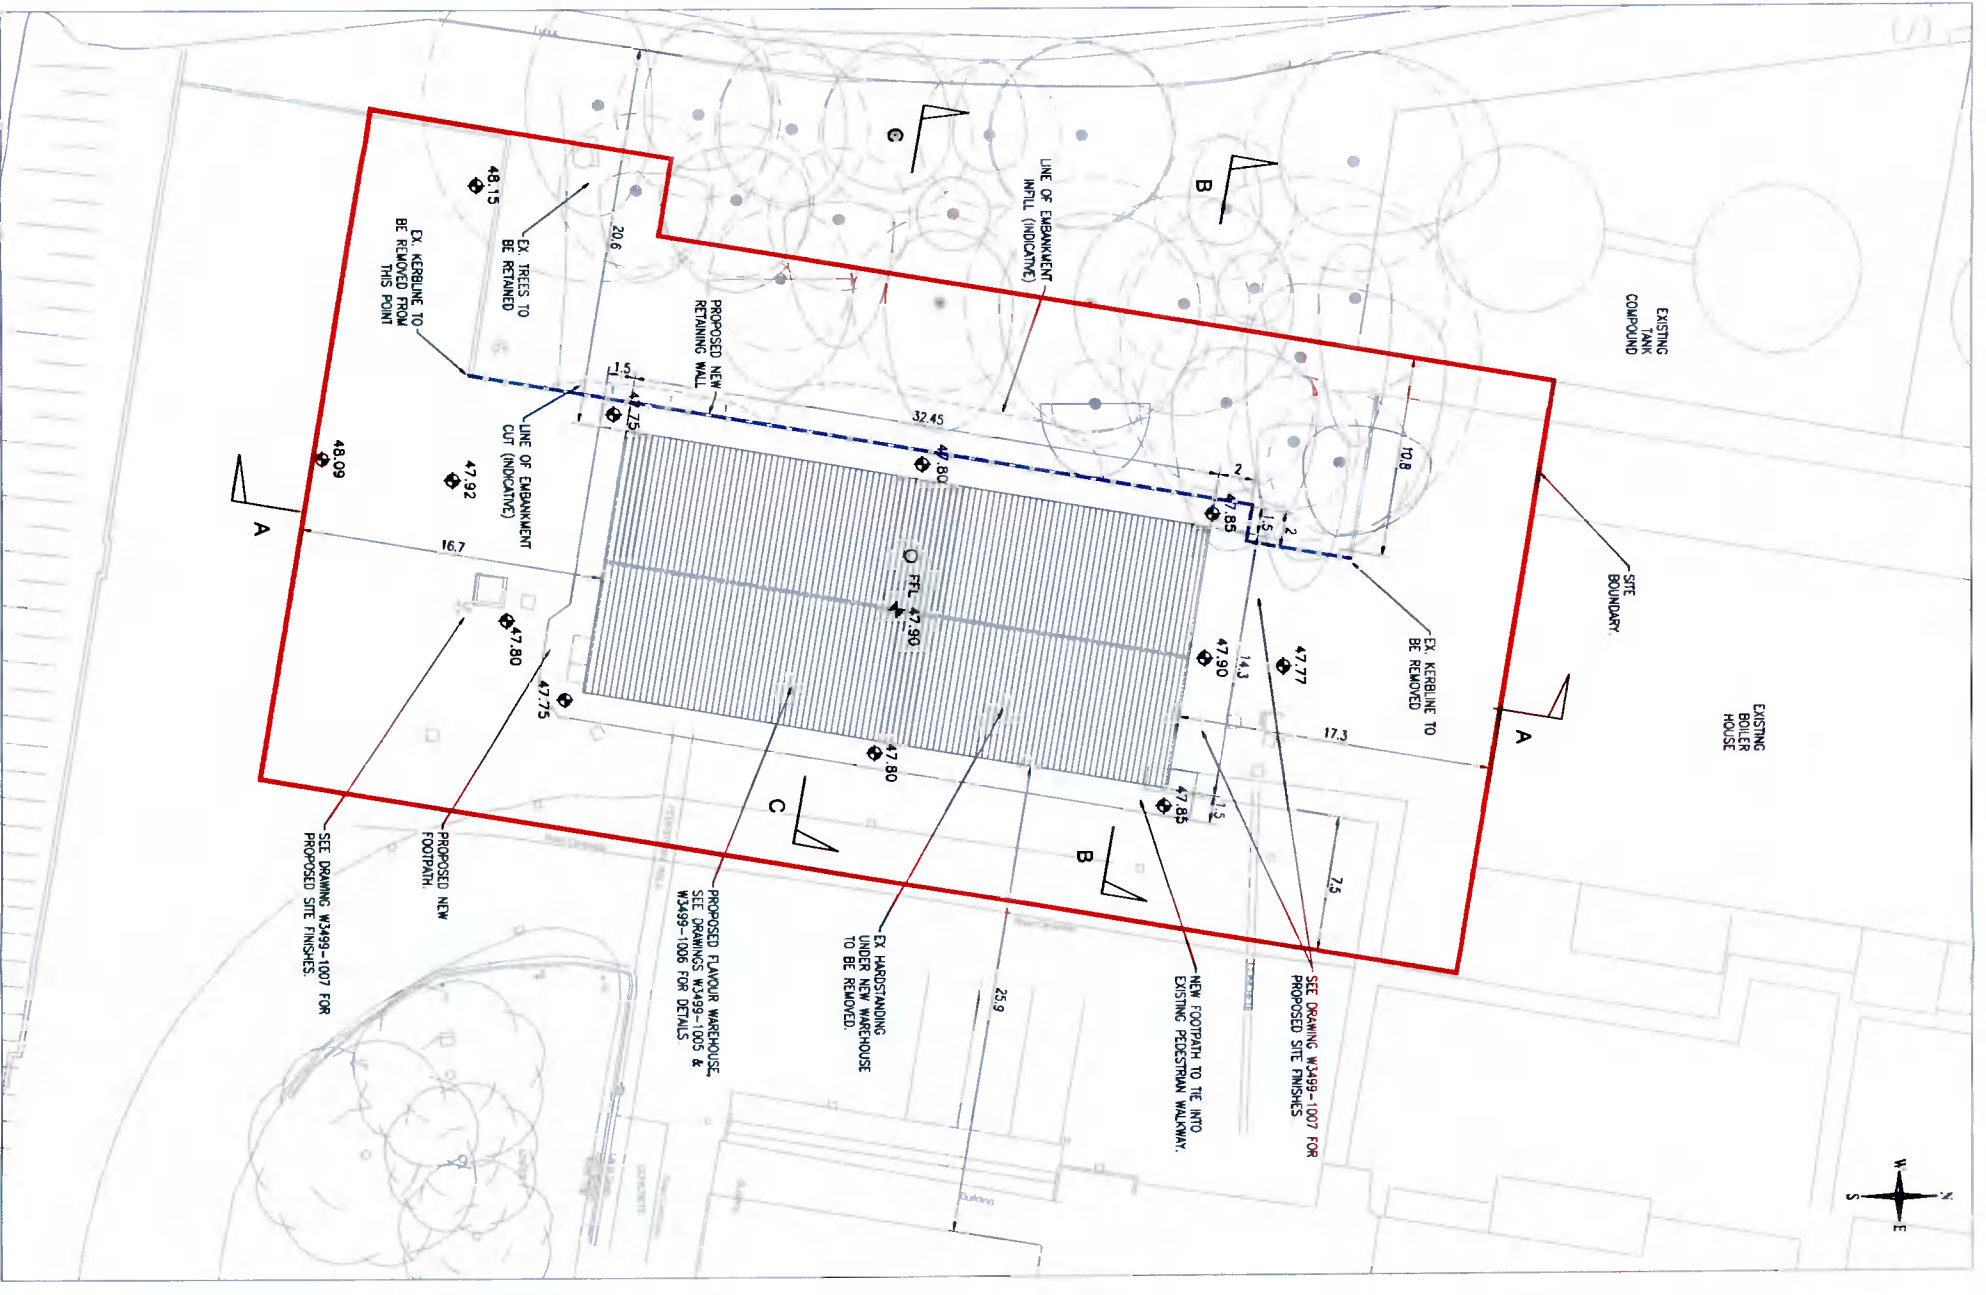 EXISTING
TANK
COMPOUND
EXISTING
BOILER
HOUSE
SITE
BOUNDARY.
LINE OF EMBANKMENT
INFILL (INDICATIVE)
EX. KERBLINE TO
BE REMOVED
PROPOSED NEW
RETAINING WALL
EX. TREES TO
BE RETAINED
EX. KERBLINE TO
BE REMOVED FROM
THIS POINT
LINE OF EMBANKMENT
CUT (INDICATIVE)
SEE DRAWING W3499-1007 FOR
PROPOSED SITE FINISHES
NEW FOOTPATH TO TIE INTO
EXISTING PEDESTRIAN WALKWAY.
EX HARDSTANDING
UNDER NEW WAREHOUSE
TO BE REMOVED.
PROPOSED FLAVOUR WAREHOUSE,
SEE DRAWINGS W3499-1005 &
W3499-1006 FOR DETAILS
PROPOSED NEW
FOOTPATH.
SEE DRAWING W3499-1007 FOR
PROPOSED SITE FINISHES.
FFL 47.90
48.15
48.09
47.92
47.80
47.75
47.75
47.80
47.85
47.90
47.77
47.80
47.85
20.6
1.5
32.45
2
1.5
2
10.8
14.3
17.3
1.5
7.5
25.9
16.7
A
A
B
B
C
C
Building
N
E
S
W